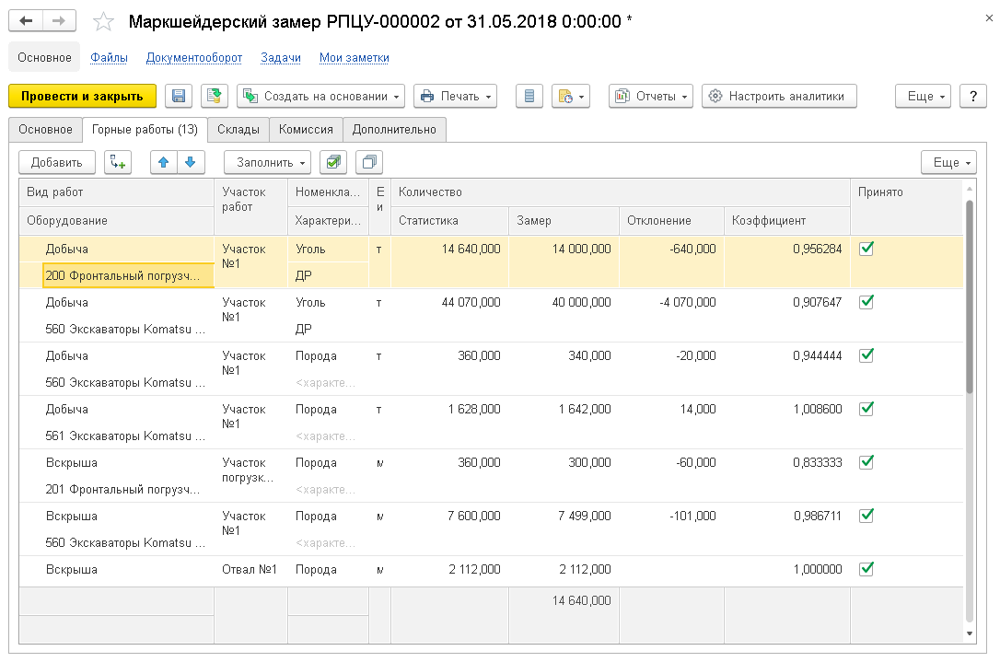 Маркшейдерский замер РПЦУ-000002 от 31.05.2018 0:00:00 *
Основное Файлы Документооборот Задачи Мои заметки
Провести и закрыть Создать на основании Печать Отчеты Настроить аналитики Еще ?
Основное Горные работы (13) Склады Комиссия Дополнительно
Добавить Заполнить Еще
Вид работ Участок работ Номенкла... Е и Количество Принято
Оборудование Характери... Статистика Замер Отклонение Коэффициент
Добыча Участок №1 Уголь т 14 640,000 14 000,000 -640,000 0,956284
200 Фронтальный погрузч... ДР
Добыча Участок №1 Уголь т 44 070,000 40 000,000 -4 070,000 0,907647
560 Экскаваторы Komatsu ... ДР
Добыча Участок №1 Порода т 360,000 340,000 -20,000 0,944444
560 Экскаваторы Komatsu ... <характе...
Добыча Участок №1 Порода т 1 628,000 1 642,000 14,000 1,008600
561 Экскаваторы Komatsu ... <характе...
Вскрыша Участок погрузк... Порода м 360,000 300,000 -60,000 0,833333
201 Фронтальный погрузч... <характе...
Вскрыша Участок №1 Порода м 7 600,000 7 499,000 -101,000 0,986711
560 Экскаваторы Komatsu ... <характе...
Вскрыша Отвал №1 Порода м 2 112,000 2 112,000 1,000000
14 640,000